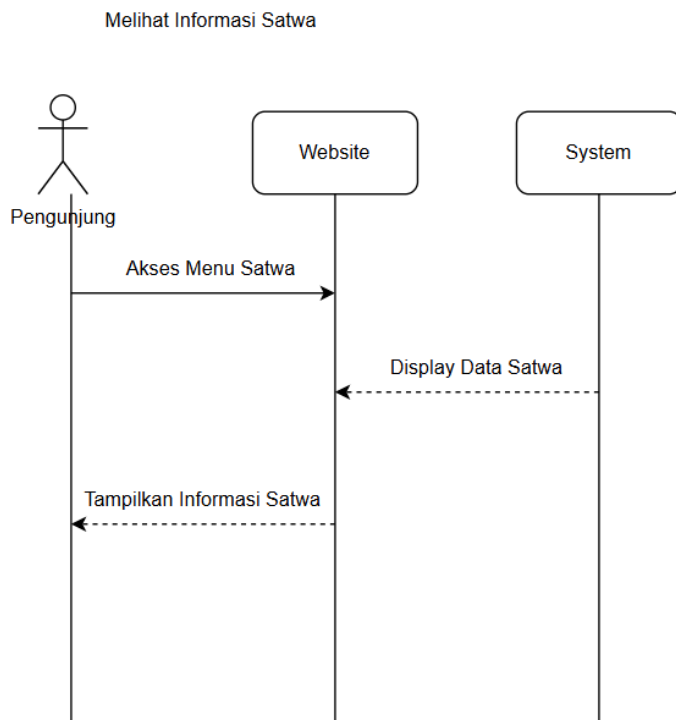 Melihat Informasi Satwa
Website
System
Pengunjung
Akses Menu Satwa
Display Data Satwa
Tampilkan Informasi Satwa